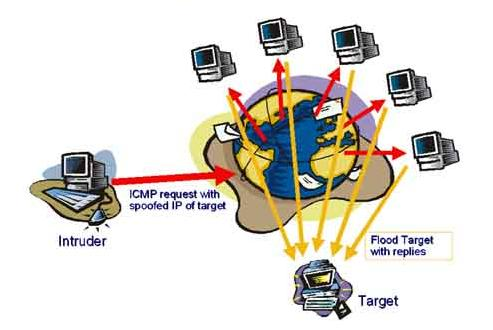 ICMP request with
spoofed IP of target
Intruder
Flood Target
with replies
Target